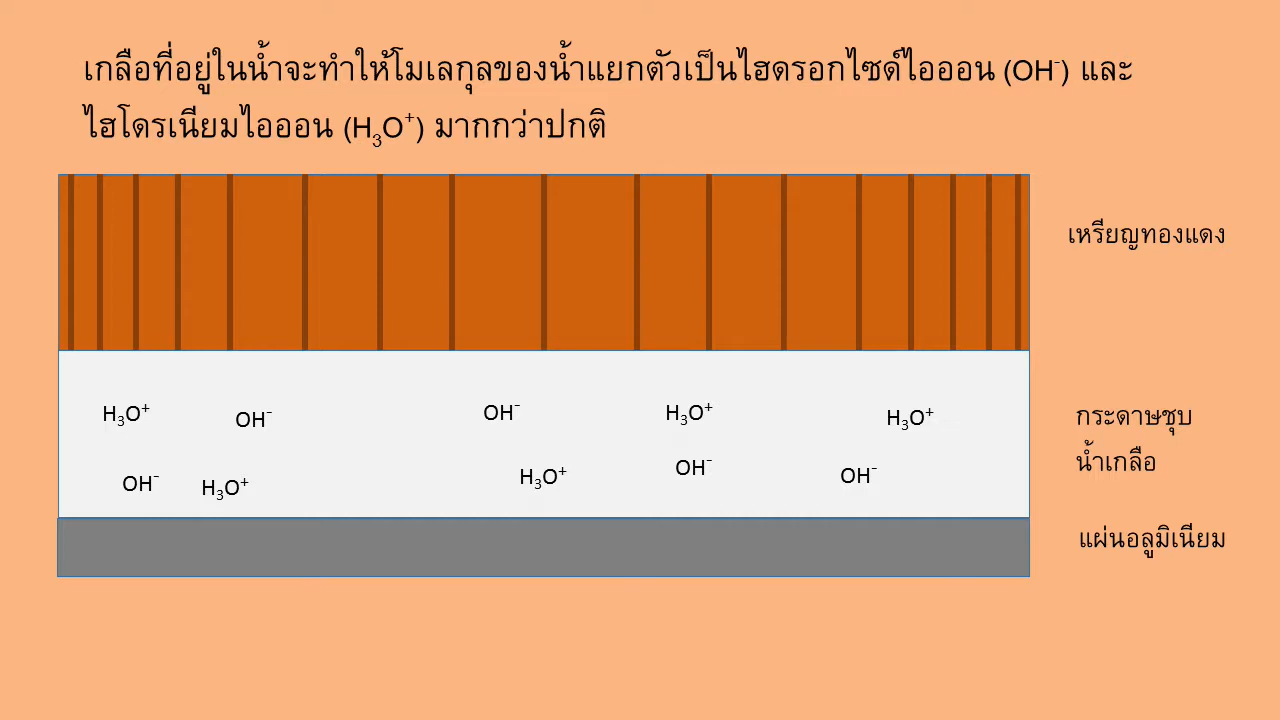 เกลือที่อยู่ในน้ำจะทำให้โมเลกุลของน้ำแยกตัวเป็นไฮดรอกไซด์ไอออน (OH⁻) และ
ไฮโดรเนียมไอออน (H₃O⁺) มากกว่าปกติ
เหรียญทองแดง
H₃O⁺ OH⁻ OH⁻ H₃O⁺ H₃O⁺
OH⁻ H₃O⁺ H₃O⁺ OH⁻ OH⁻
กระดาษชุบ
น้ำเกลือ
แผ่นอลูมิเนียม